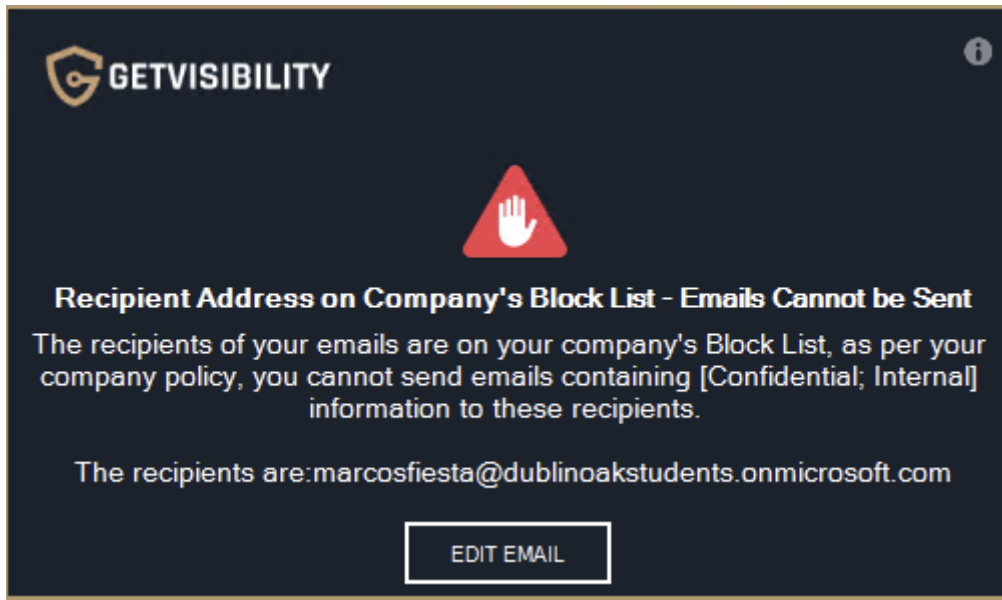 GETVISIBILITY
Recipient Address on Company's Block List - Emails Cannot be Sent
The recipients of your emails are on your company's Block List, as per your
company policy, you cannot send emails containing [Confidential; Internal]
information to these recipients.
The recipients are:marcosfiesta@dublinoakstudents.onmicrosoft.com
EDIT EMAIL